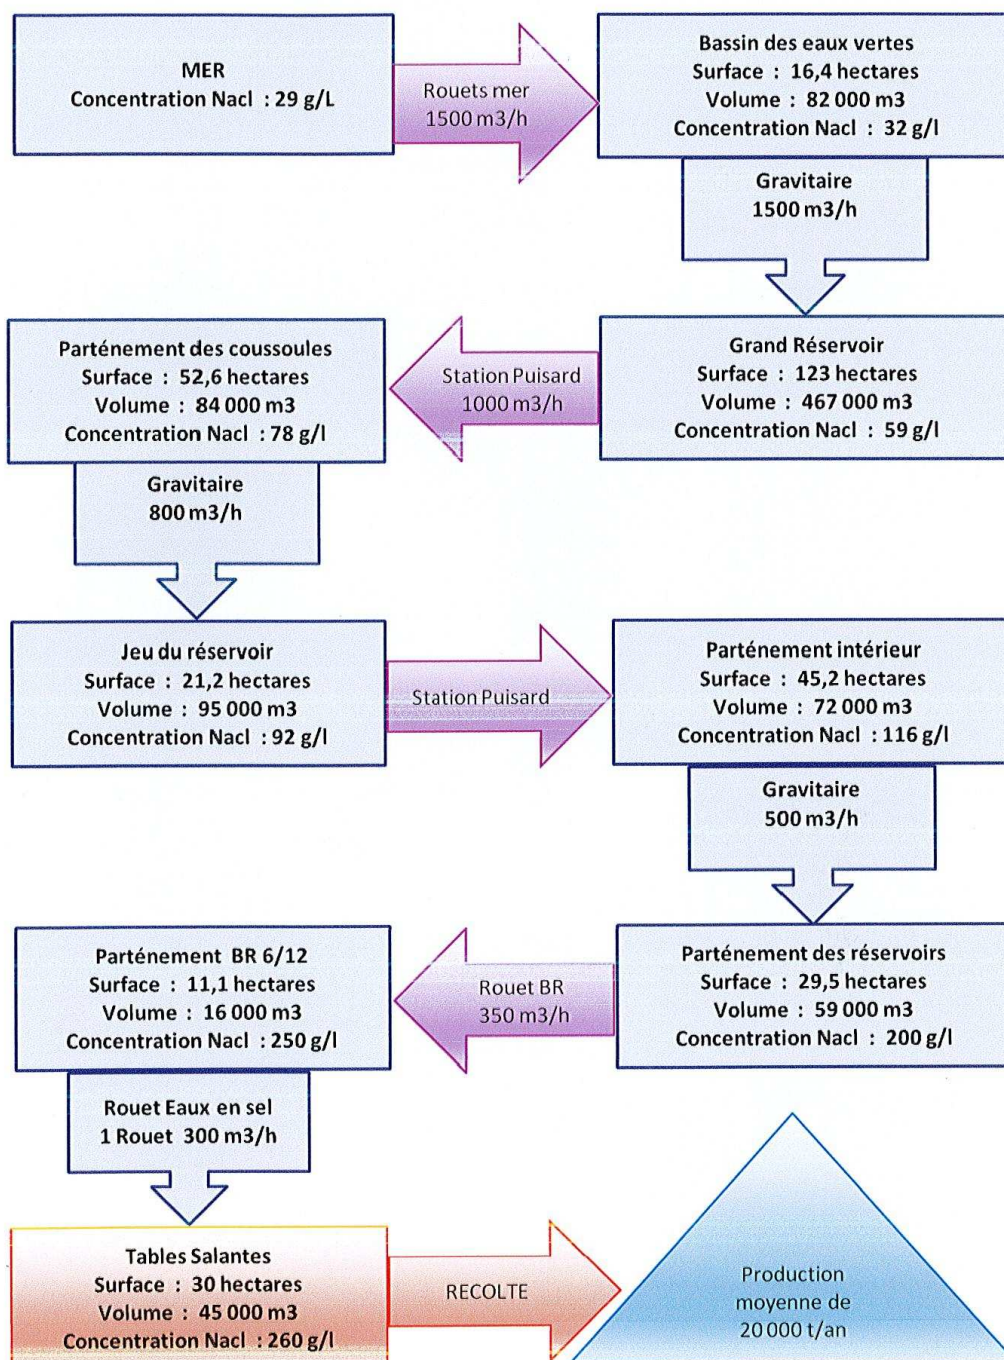 MER
Concentration Nacl : 29 g/L
Rouets mer
1500 m3/h
Bassin des eaux vertes
Surface : 16,4 hectares
Volume : 82 000 m3
Concentration Nacl : 32 g/l
Gravitaire
1500 m3/h
Grand Réservoir
Surface : 123 hectares
Volume : 467 000 m3
Concentration Nacl : 59 g/l
Station Puisard
1000 m3/h
Parténement des coussoules
Surface : 52,6 hectares
Volume : 84 000 m3
Concentration Nacl : 78 g/l
Gravitaire
800 m3/h
Jeu du réservoir
Surface : 21,2 hectares
Volume : 95 000 m3
Concentration Nacl : 92 g/l
Station Puisard
Parténement intérieur
Surface : 45,2 hectares
Volume : 72 000 m3
Concentration Nacl : 116 g/l
Gravitaire
500 m3/h
Parténement des réservoirs
Surface : 29,5 hectares
Volume : 59 000 m3
Concentration Nacl : 200 g/l
Rouet BR
350 m3/h
Parténement BR 6/12
Surface : 11,1 hectares
Volume : 16 000 m3
Concentration Nacl : 250 g/l
Rouet Eaux en sel
1 Rouet 300 m3/h
Tables Salantes
Surface : 30 hectares
Volume : 45 000 m3
Concentration Nacl : 260 g/l
RECOLTE
Production
moyenne de
20 000 t/an